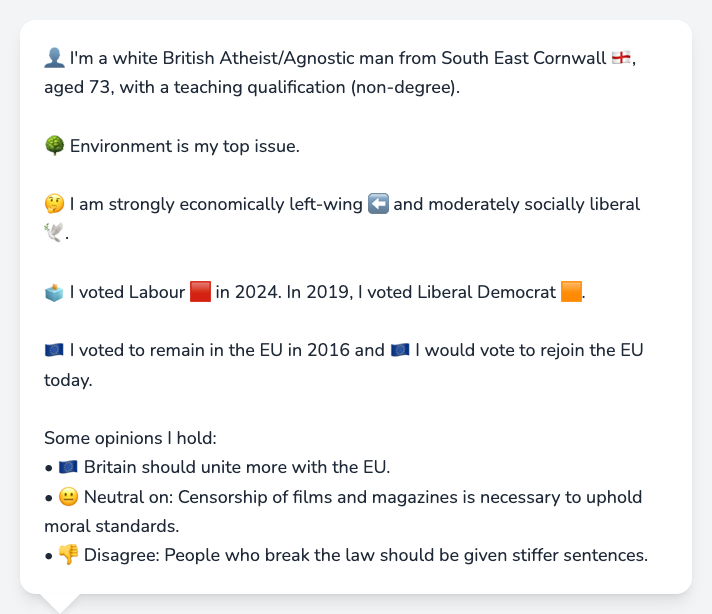 👤 I'm a white British Atheist/Agnostic man from South East Cornwall 🏴󠁧󠁢󠁥󠁮󠁧󠁿,
aged 73, with a teaching qualification (non-degree).
🌳 Environment is my top issue.
🤔 I am strongly economically left-wing ⬅️ and moderately socially liberal
🕊️.
🗳️ I voted Labour 🟥 in 2024. In 2019, I voted Liberal Democrat 🟧.
🇪🇺 I voted to remain in the EU in 2016 and 🇪🇺 I would vote to rejoin the EU
today.
Some opinions I hold:
• 🇪🇺 Britain should unite more with the EU.
• 😐 Neutral on: Censorship of films and magazines is necessary to uphold
moral standards.
• 👎 Disagree: People who break the law should be given stiffer sentences.